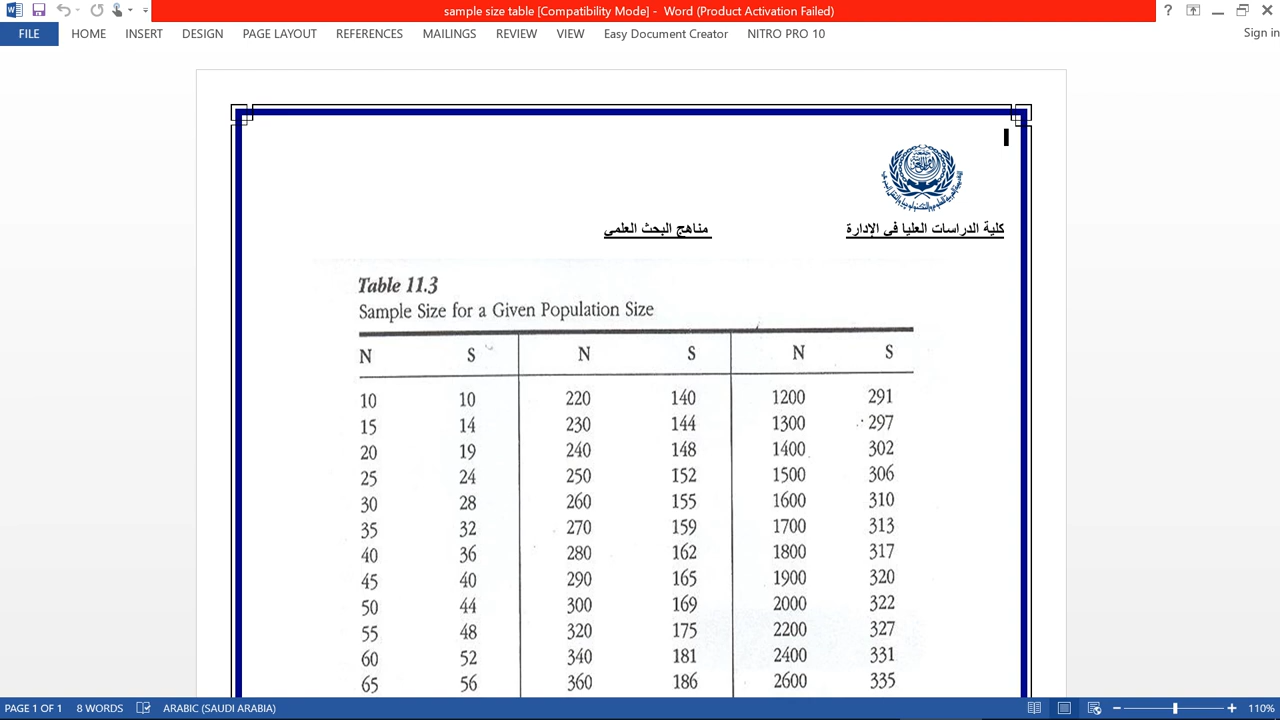 sample size table [Compatibility Mode] - Word (Product Activation Failed)
FILE HOME INSERT DESIGN PAGE LAYOUT REFERENCES MAILINGS REVIEW VIEW Easy Document Creator NITRO PRO 10 Sign in
كلية الدراسات العليا فى الإدارة مناهج البحث العلمى
Table 11.3
Sample Size for a Given Population Size
N S N S N S
10 10 220 140 1200 291
15 14 230 144 1300 297
20 19 240 148 1400 302
25 24 250 152 1500 306
30 28 260 155 1600 310
35 32 270 159 1700 313
40 36 280 162 1800 317
45 40 290 165 1900 320
50 44 300 169 2000 322
55 48 320 175 2200 327
60 52 340 181 2400 331
65 56 360 186 2600 335
PAGE 1 OF 1 8 WORDS ARABIC (SAUDI ARABIA) 110%